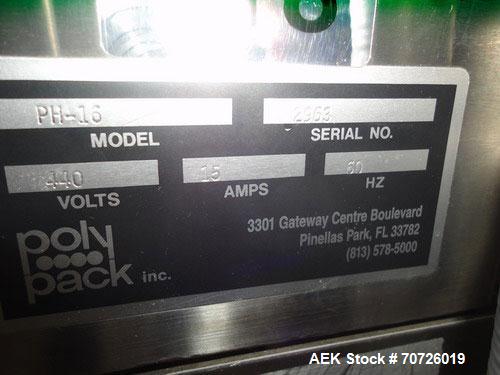 PH-16
2963
MODEL
SERIAL NO.
440
15
60
VOLTS
AMPS
HZ
poly
pack inc.
3301 Gateway Centre Boulevard
Pinellas Park, FL 33782
(813) 578-5000
AEK Stock # 70726019